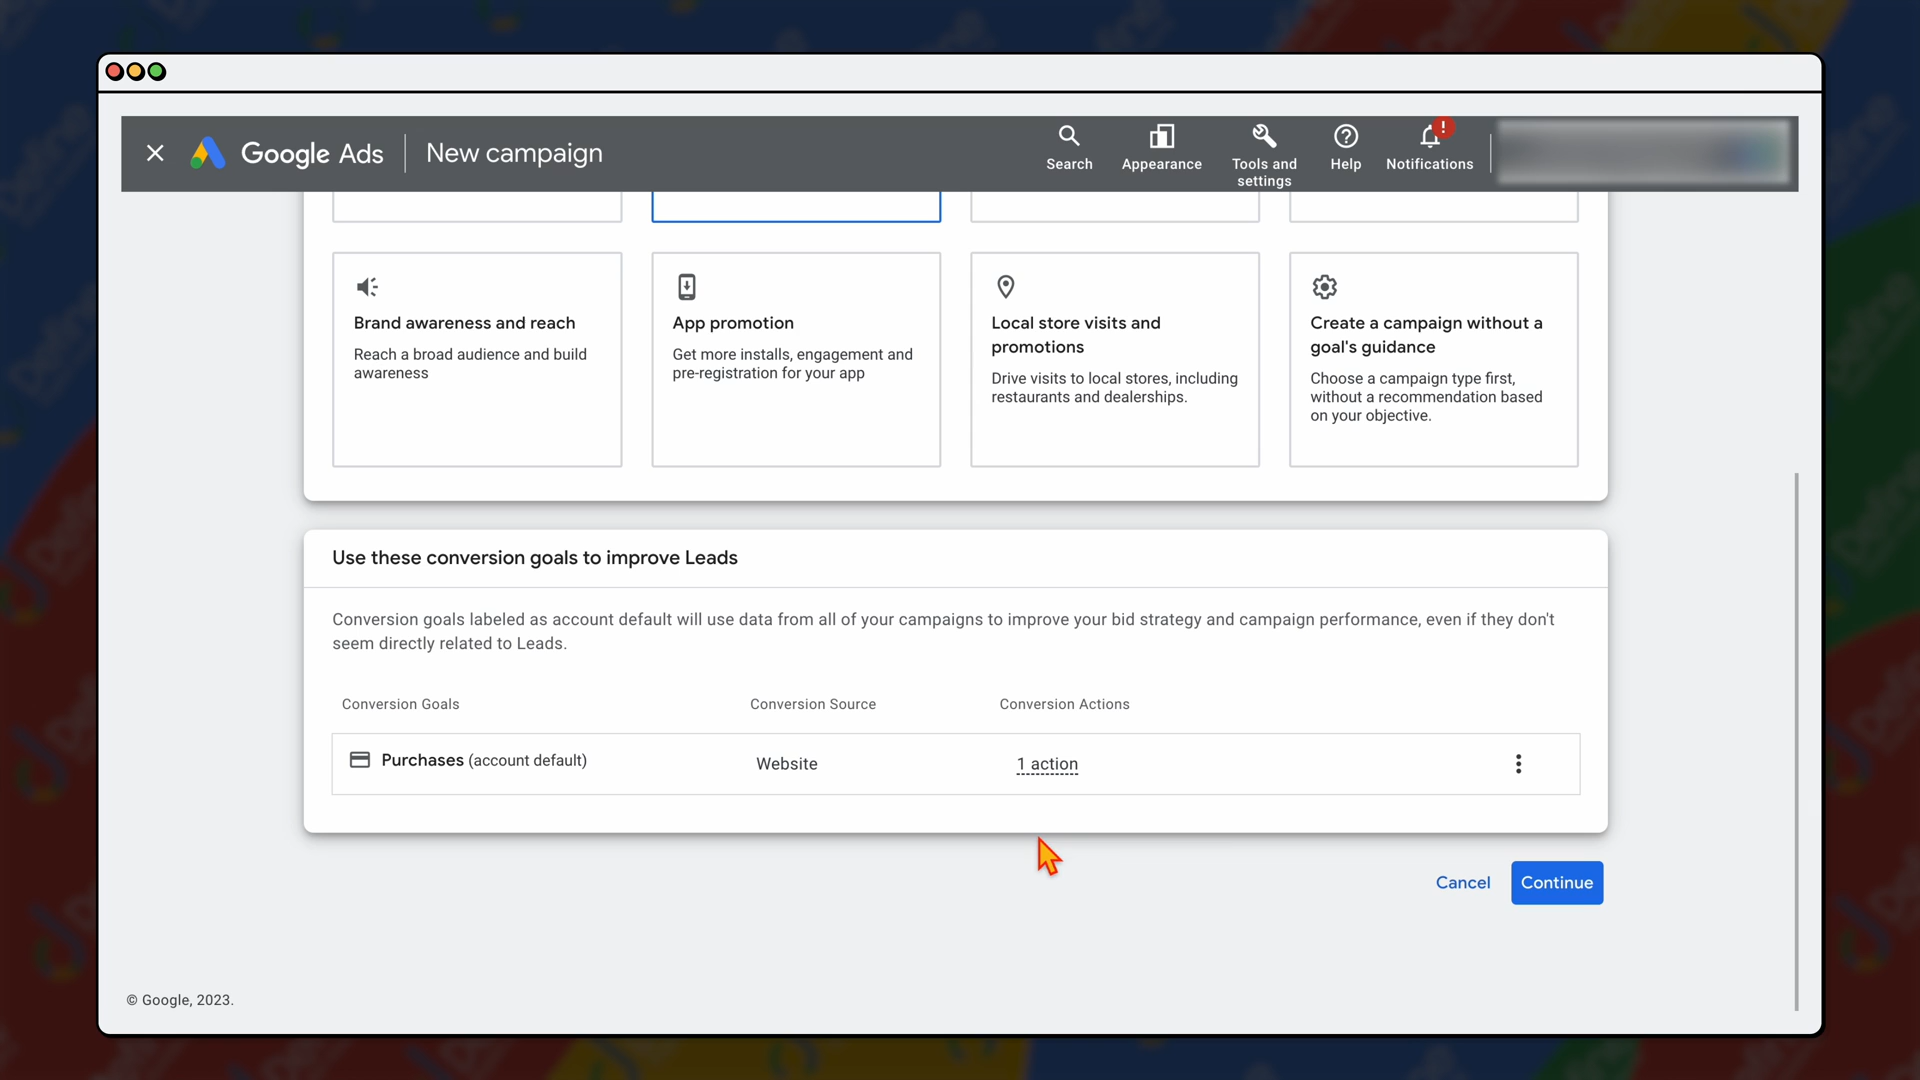 Google Ads
New campaign
Search
Appearance
Tools and
settings
Help
!
Notifications
Brand awareness and reach
Reach a broad audience and build
awareness
App promotion
Get more installs, engagement and
pre-registration for your app
Local store visits and
promotions
Drive visits to local stores, including
restaurants and dealerships.
Create a campaign without a
goal's guidance
Choose a campaign type first,
without a recommendation based
on your objective.
Use these conversion goals to improve Leads
Conversion goals labeled as account default will use data from all of your campaigns to improve your bid strategy and campaign performance, even if they don't
seem directly related to Leads.
Conversion Goals
Conversion Source
Conversion Actions
Purchases (account default)
Website
1 action
Cancel
Continue
© Google, 2023.